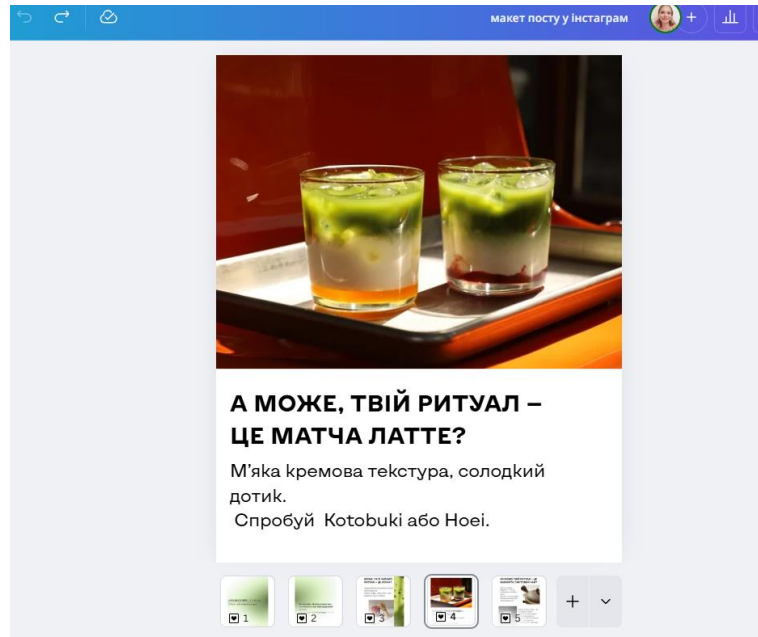 макет посту у інстаграм
+
А МОЖЕ, ТВІЙ РИТУАЛ –
ЦЕ МАТЧА ЛАТТЕ?
М’яка кремова текстура, солодкий
дотик.
Спробуй Kotobuki або Hoei.
1 2 3 4 5 +